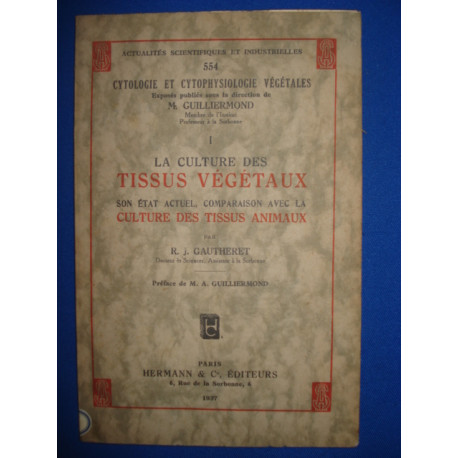 ACTUALITÉS SCIENTIFIQUES ET INDUSTRIELLES
554
CYTOLOGIE ET CYTOPHYSIOLOGIE VÉGÉTALES
Exposés publiés sous la direction de
M. GUILLIERMOND
Membre de l'Institut
Professeur à la Sorbonne
I
LA CULTURE DES
TISSUS VÉGÉTAUX
SON ÉTAT ACTUEL, COMPARAISON AVEC LA
CULTURE DES TISSUS ANIMAUX
PAR
R. J. GAUTHERET
Docteur ès Sciences, Assistant à la Sorbonne
Préface de M. A. GUILLIERMOND
PARIS
HERMANN & Cie, ÉDITEURS
6, Rue de la Sorbonne, 6
1937